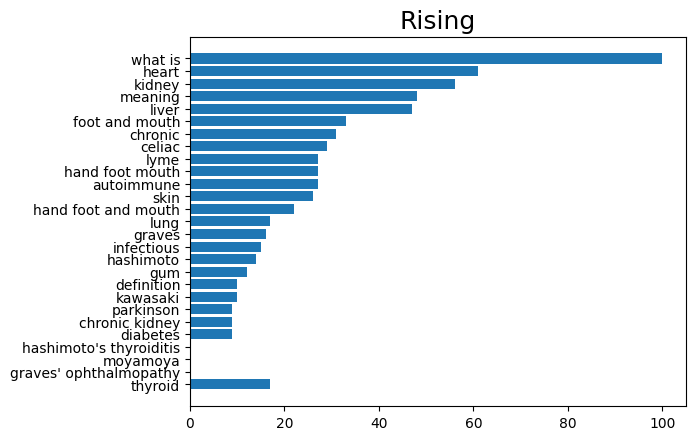 Rising
what is
heart
kidney
meaning
liver
foot and mouth
chronic
celiac
lyme
hand foot mouth
autoimmune
skin
hand foot and mouth
lung
graves
infectious
hashimoto
gum
definition
kawasaki
parkinson
chronic kidney
diabetes
hashimoto's thyroiditis
moyamoya
graves' ophthalmopathy
thyroid
0 20 40 60 80 100